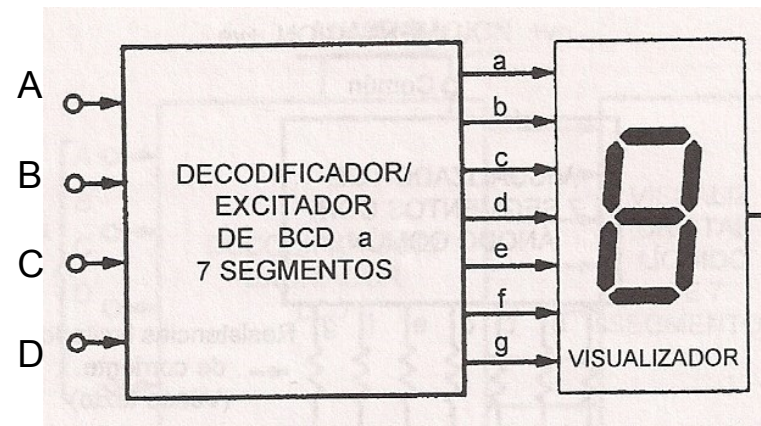 A
B
C
D
DECODIFICADOR/
EXCITADOR
DE BCD a
7 SEGMENTOS
a
b
c
d
e
f
g
VISUALIZADOR